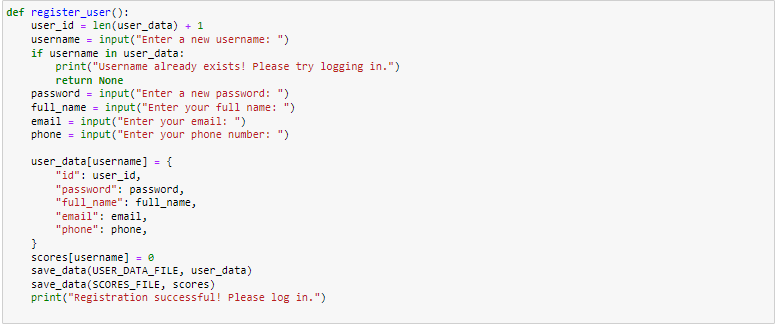 def register_user():
    user_id = len(user_data) + 1
    username = input("Enter a new username: ")
    if username in user_data:
        print("Username already exists! Please try logging in.")
        return None
    password = input("Enter a new password: ")
    full_name = input("Enter your full name: ")
    email = input("Enter your email: ")
    phone = input("Enter your phone number: ")

    user_data[username] = {
        "id": user_id,
        "password": password,
        "full_name": full_name,
        "email": email,
        "phone": phone,
    }
    scores[username] = 0
    save_data(USER_DATA_FILE, user_data)
    save_data(SCORES_FILE, scores)
    print("Registration successful! Please log in.")